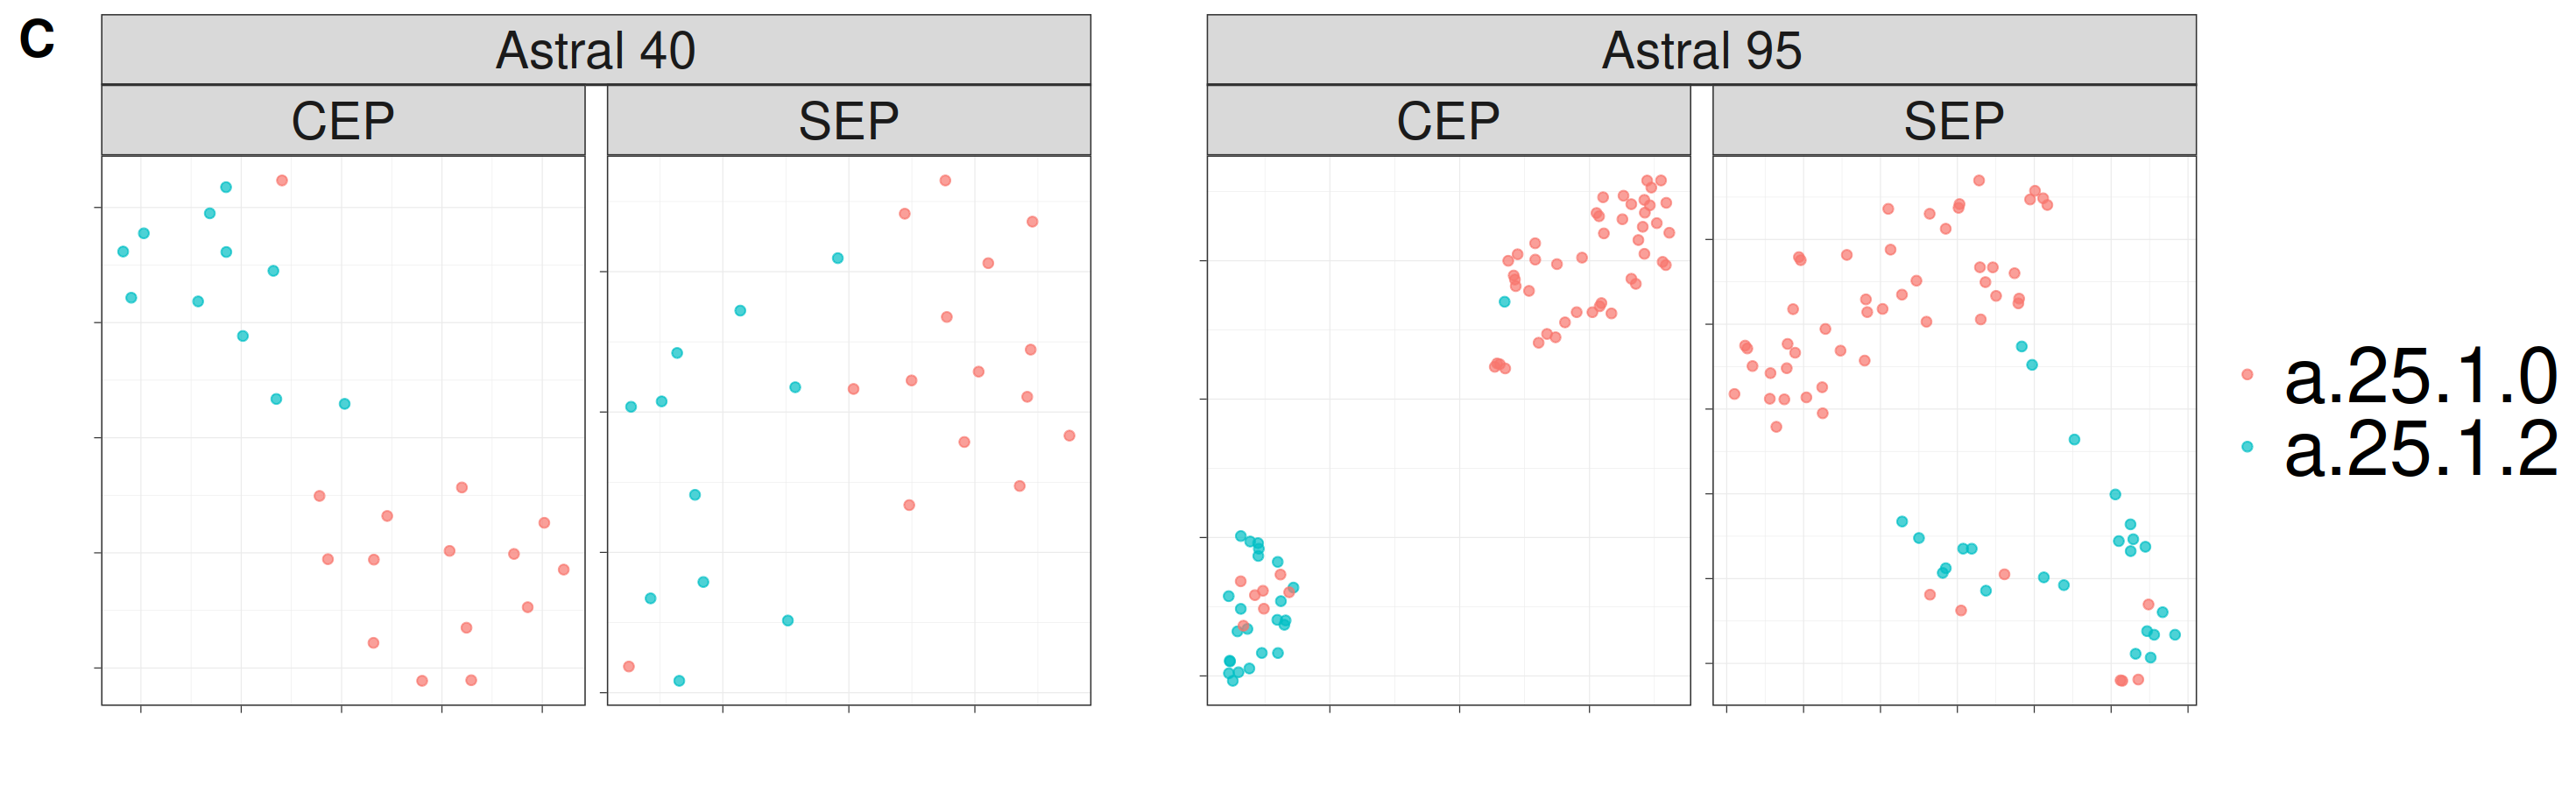 C
Astral 40
Astral 95
CEP
SEP
CEP
SEP
a.25.1.0
a.25.1.2